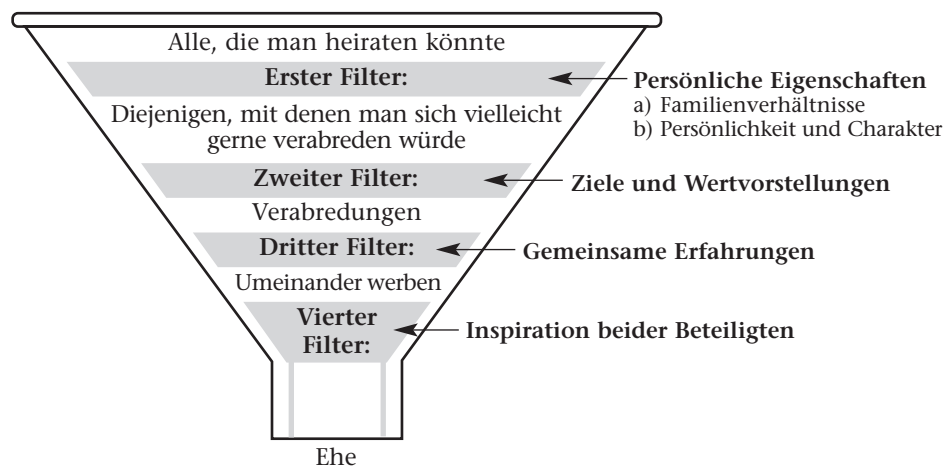 Alle, die man heiraten könnte
Erster Filter:
Persönliche Eigenschaften
a) Familienverhältnisse
b) Persönlichkeit und Charakter
Diejenigen, mit denen man sich vielleicht
gerne verabreden würde
Zweiter Filter:
Ziele und Wertvorstellungen
Verabredungen
Dritter Filter:
Gemeinsame Erfahrungen
Umeinander werben
Vierter
Filter:
Inspiration beider Beteiligten
Ehe